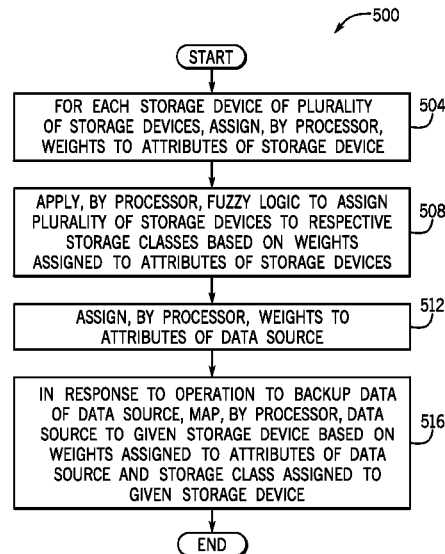 500
START
FOR EACH STORAGE DEVICE OF PLURALITY
OF STORAGE DEVICES, ASSIGN, BY PROCESSOR,
WEIGHTS TO ATTRIBUTES OF STORAGE DEVICE
504
APPLY, BY PROCESSOR, FUZZY LOGIC TO ASSIGN
PLURALITY OF STORAGE DEVICES TO RESPECTIVE
STORAGE CLASSES BASED ON WEIGHTS
ASSIGNED TO ATTRIBUTES OF STORAGE DEVICES
508
ASSIGN, BY PROCESSOR, WEIGHTS TO
ATTRIBUTES OF DATA SOURCE
512
IN RESPONSE TO OPERATION TO BACKUP DATA
OF DATA SOURCE, MAP, BY PROCESSOR, DATA
SOURCE TO GIVEN STORAGE DEVICE BASED ON
WEIGHTS ASSIGNED TO ATTRIBUTES OF DATA
SOURCE AND STORAGE CLASS ASSIGNED TO
GIVEN STORAGE DEVICE
516
END